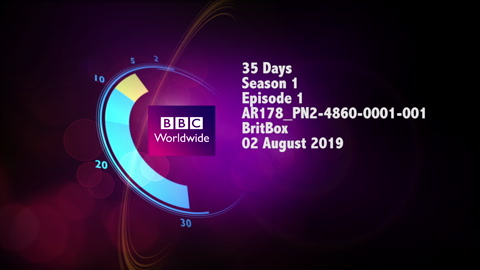 2
5
10
20
30
BBC
Worldwide
35 Days
Season 1
Episode 1
AR178_PN2-4860-0001-001
BritBox
02 August 2019